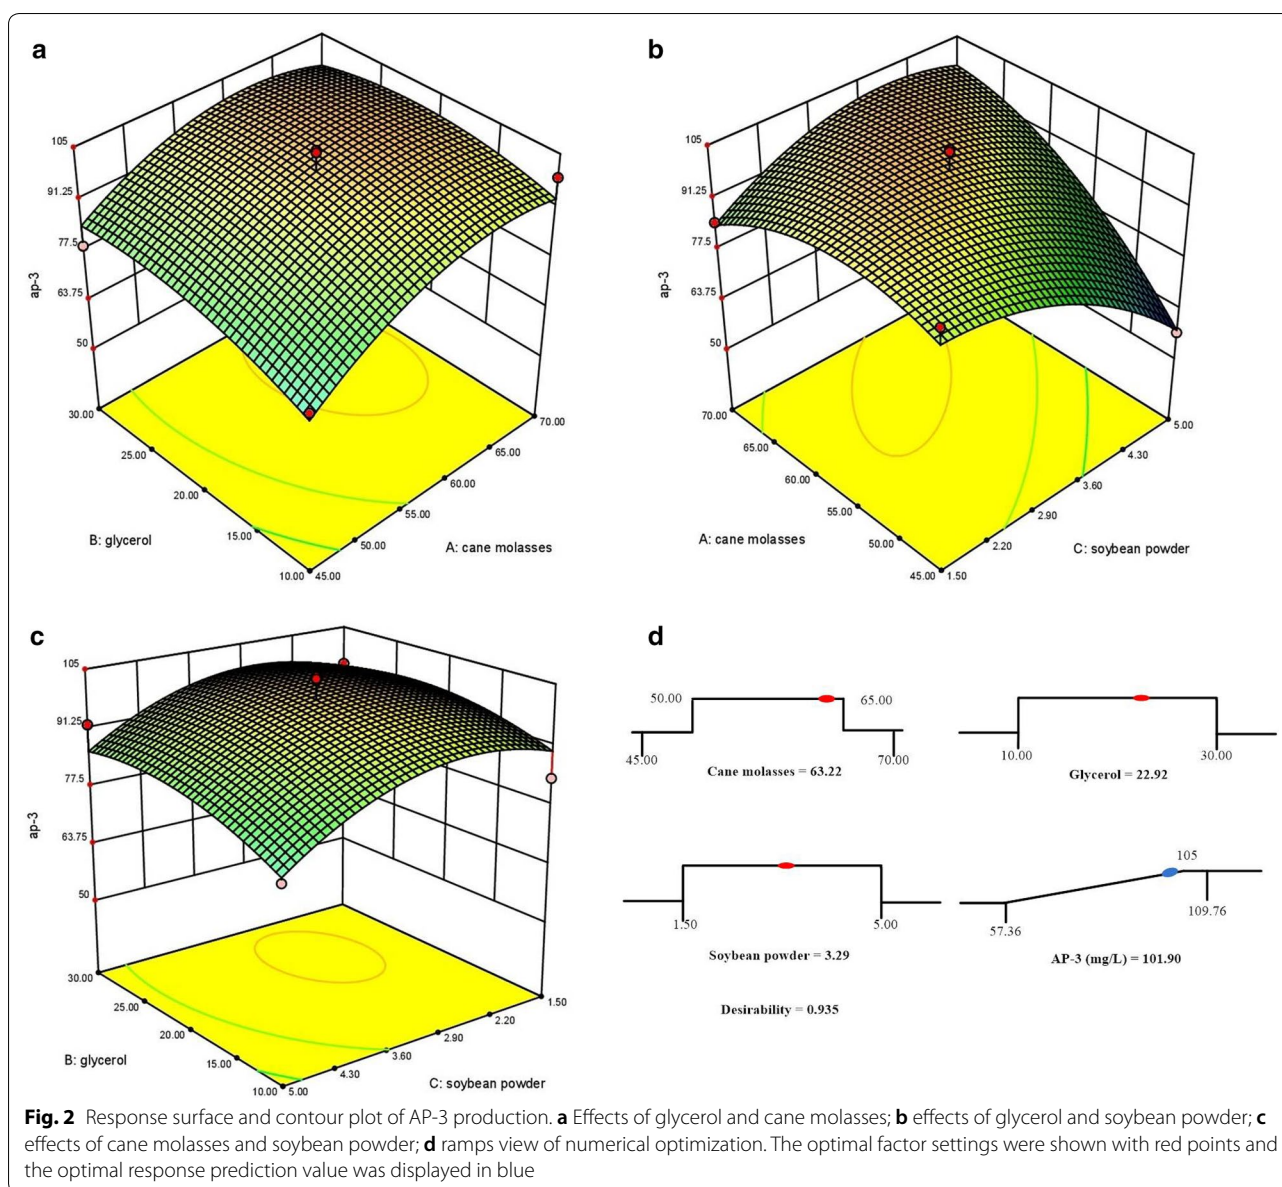 a
105
91.25
77.5
63.75
50
ap-3
30.00
25.00
20.00
15.00
10.00
45.00
50.00
55.00
60.00
65.00
70.00
B: glycerol
A: cane molasses
b
105
91.25
77.5
63.75
50
ap-3
70.00
65.00
60.00
55.00
50.00
45.00
1.50
2.20
2.90
3.60
4.30
5.00
A: cane molasses
C: soybean powder
c
105
91.25
77.5
63.75
50
ap-3
30.00
25.00
20.00
15.00
10.00
5.00
4.30
3.60
2.90
2.20
1.50
B: glycerol
C: soybean powder
d
50.00
65.00
45.00
70.00
Cane molasses = 63.22
10.00
30.00
Glycerol = 22.92
1.50
5.00
Soybean powder = 3.29
105
57.36
109.76
AP-3 (mg/L) = 101.90
Desirability = 0.935
Fig. 2 Response surface and contour plot of AP-3 production. a Effects of glycerol and cane molasses; b effects of glycerol and soybean powder; c
effects of cane molasses and soybean powder; d ramps view of numerical optimization. The optimal factor settings were shown with red points and
the optimal response prediction value was displayed in blue